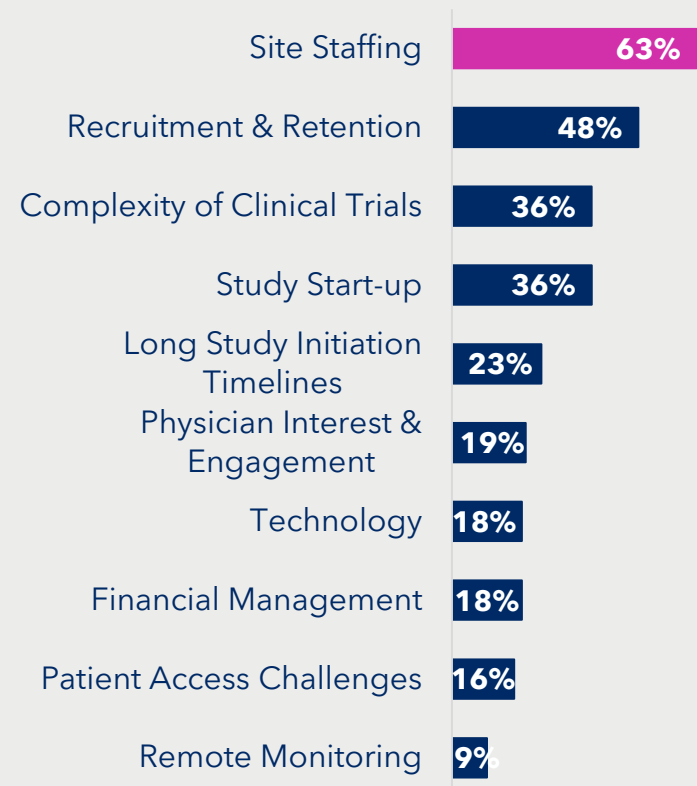 Site Staffing 63%
Recruitment & Retention 48%
Complexity of Clinical Trials 36%
Study Start-up 36%
Long Study Initiation
Timelines 23%
Physician Interest &
Engagement 19%
Technology 18%
Financial Management 18%
Patient Access Challenges 16%
Remote Monitoring 9%